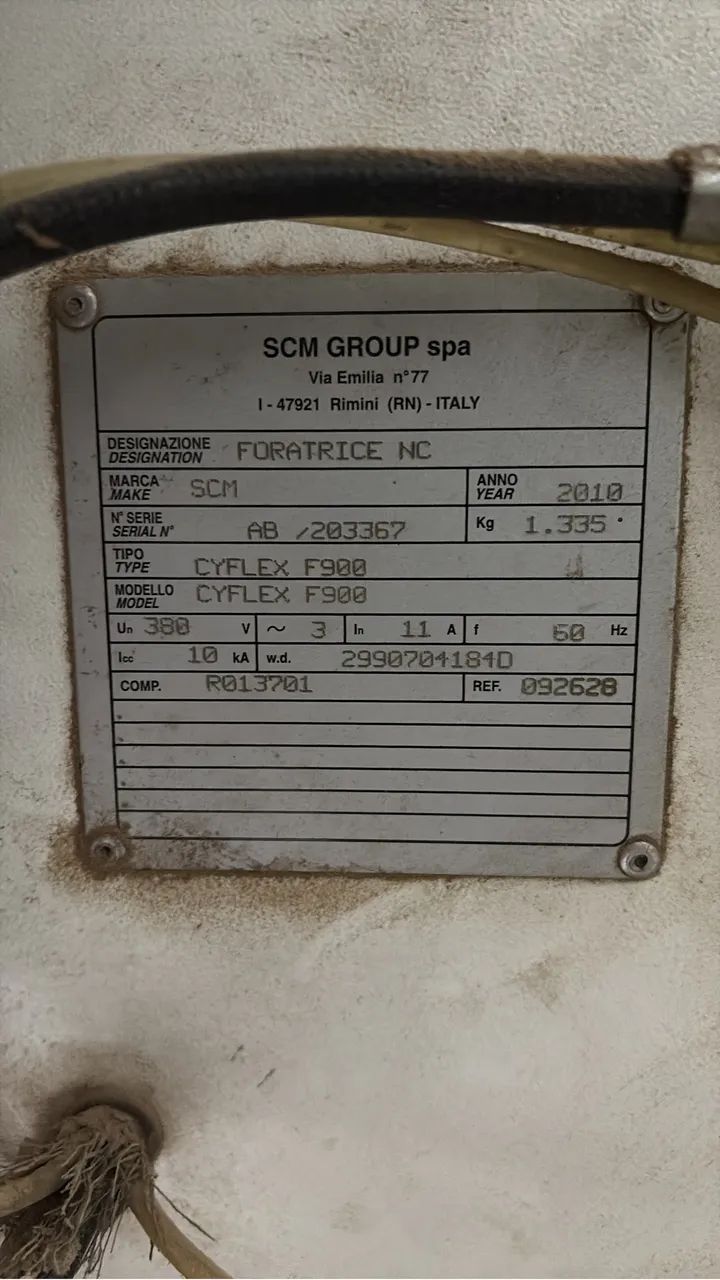 SCM GROUP spa
Via Emilia n°77
I - 47921 Rimini (RN) - ITALY
DESIGNAZIONE
DESIGNATION FORATRICE NC
MARCA
MAKE SCM
ANNO
YEAR 2010
N° SERIE
SERIAL N° AB /203367
Kg 1.335
TIPO
TYPE CYFLEX F900
MODELLO
MODEL CYFLEX F900
Un 380 V ~ 3 In 11 A f 60 Hz
Icc 10 kA w.d. 2990704184D
COMP. R013701 REF. 092628